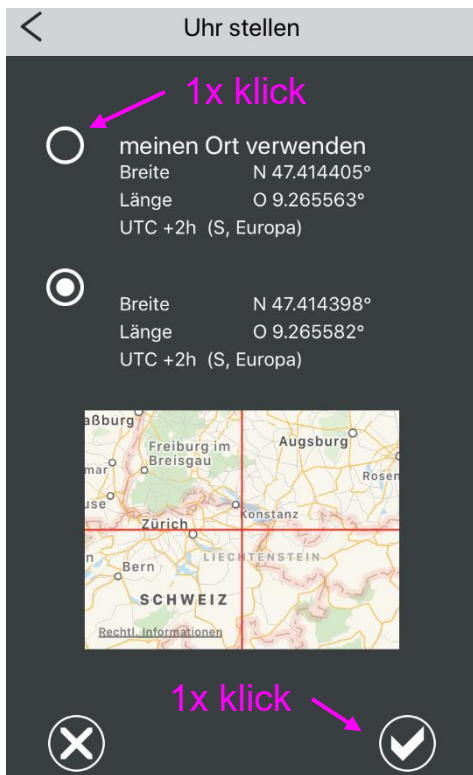 Uhr stellen
1x klick
meinen Ort verwenden
Breite N 47.414405°
Länge O 9.265563°
UTC +2h (S, Europa)
Breite N 47.414398°
Länge O 9.265582°
UTC +2h (S, Europa)
aßburg
Freiburg im
Breisgau
Augsburg
mar
Rosen
use
Konstanz
Zürich
n
Bern
LIECHTENSTEIN
SCHWEIZ
Rechtl. Informationen
1x klick